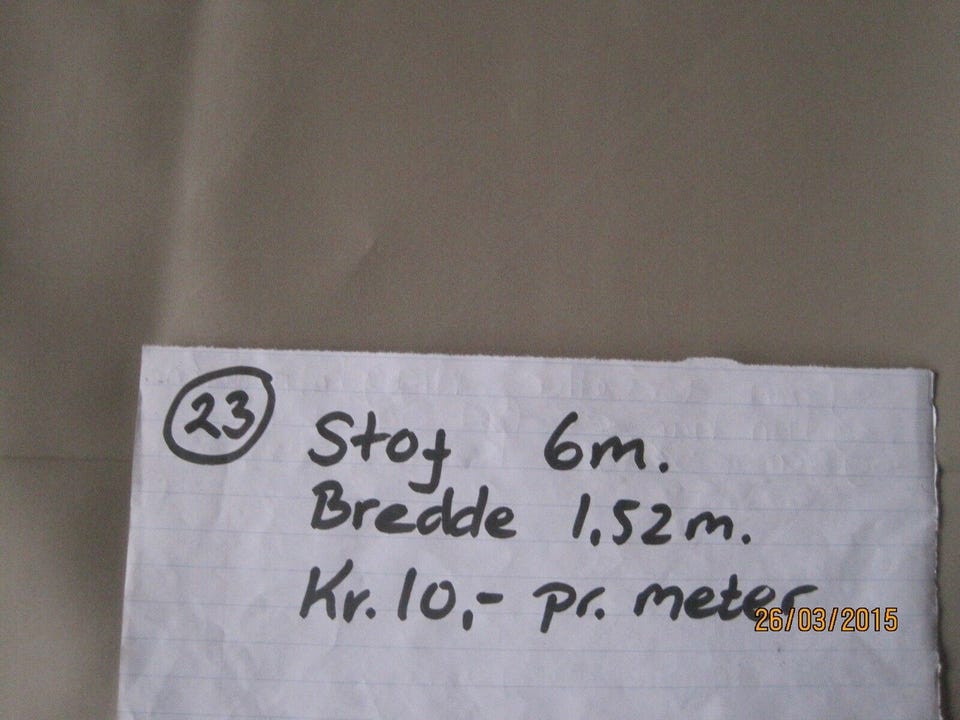 23
Stof 6m.
Bredde 1,52m.
Kr. 10,- pr. meter
26/03/2015